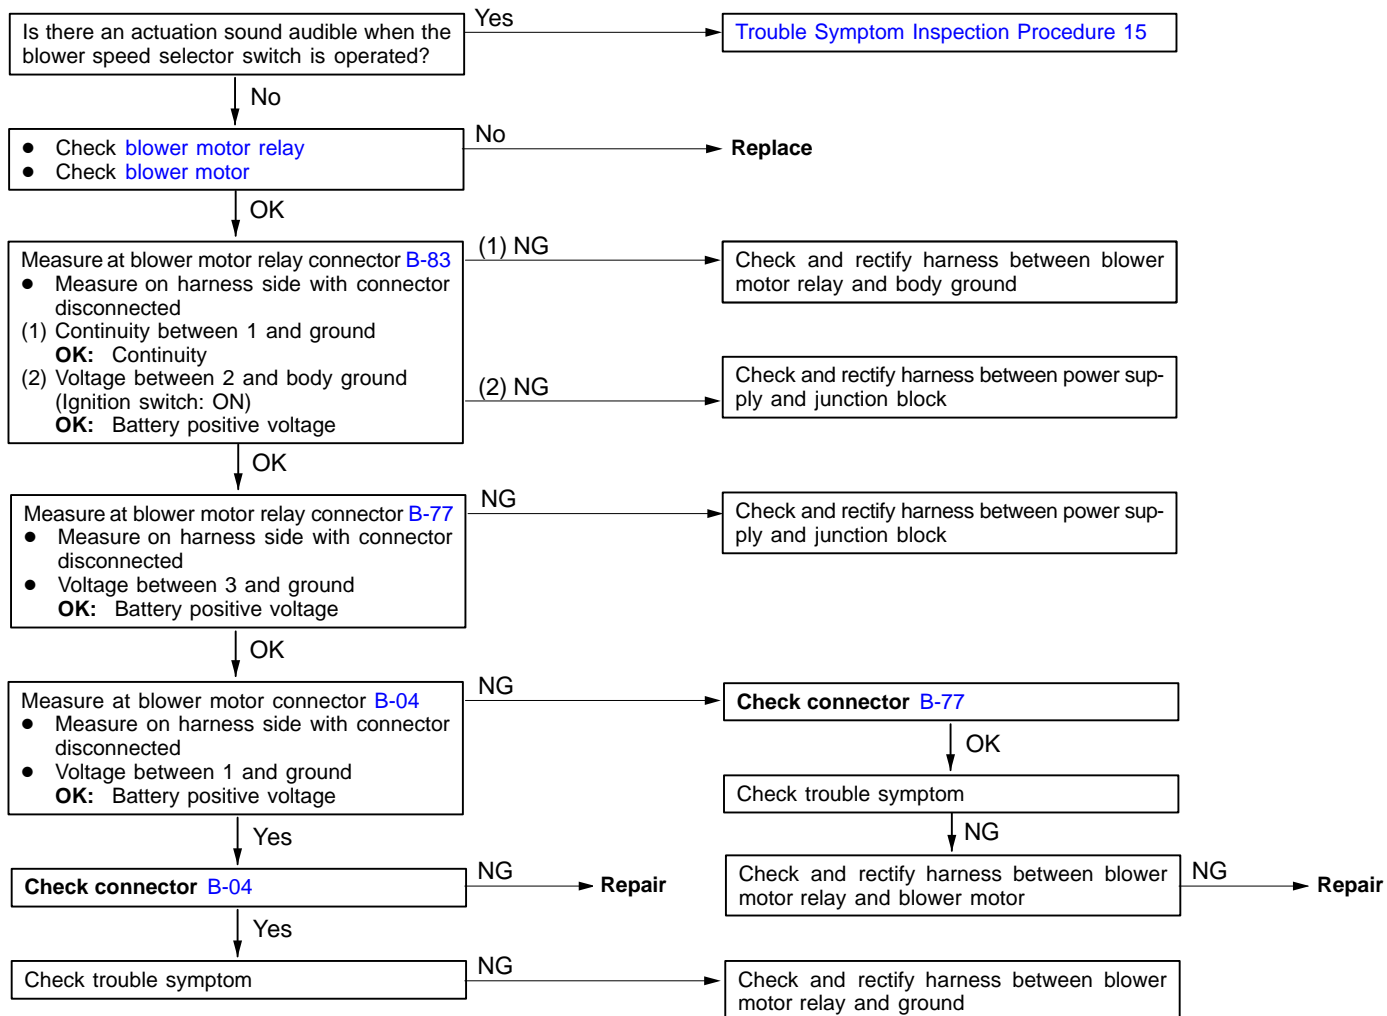 Is there an actuation sound audible when the
blower speed selector switch is operated?
Yes
Trouble Symptom Inspection Procedure 15
No
● Check blower motor relay
● Check blower motor
No
Replace
OK
Measure at blower motor relay connector B-83
● Measure on harness side with connector
disconnected
(1) Continuity between 1 and ground
OK: Continuity
(2) Voltage between 2 and body ground
(Ignition switch: ON)
OK: Battery positive voltage
(1) NG
Check and rectify harness between blower
motor relay and body ground
(2) NG
Check and rectify harness between power sup-
ply and junction block
OK
Measure at blower motor relay connector B-77
● Measure on harness side with connector
disconnected
● Voltage between 3 and ground
OK: Battery positive voltage
NG
Check and rectify harness between power sup-
ply and junction block
OK
Measure at blower motor connector B-04
● Measure on harness side with connector
disconnected
● Voltage between 1 and ground
OK: Battery positive voltage
NG
Check connector B-77
OK
Check trouble symptom
NG
Yes
Check connector B-04
NG
Repair
Check and rectify harness between blower
motor relay and blower motor
NG
Repair
Yes
Check trouble symptom
NG
Check and rectify harness between blower
motor relay and ground